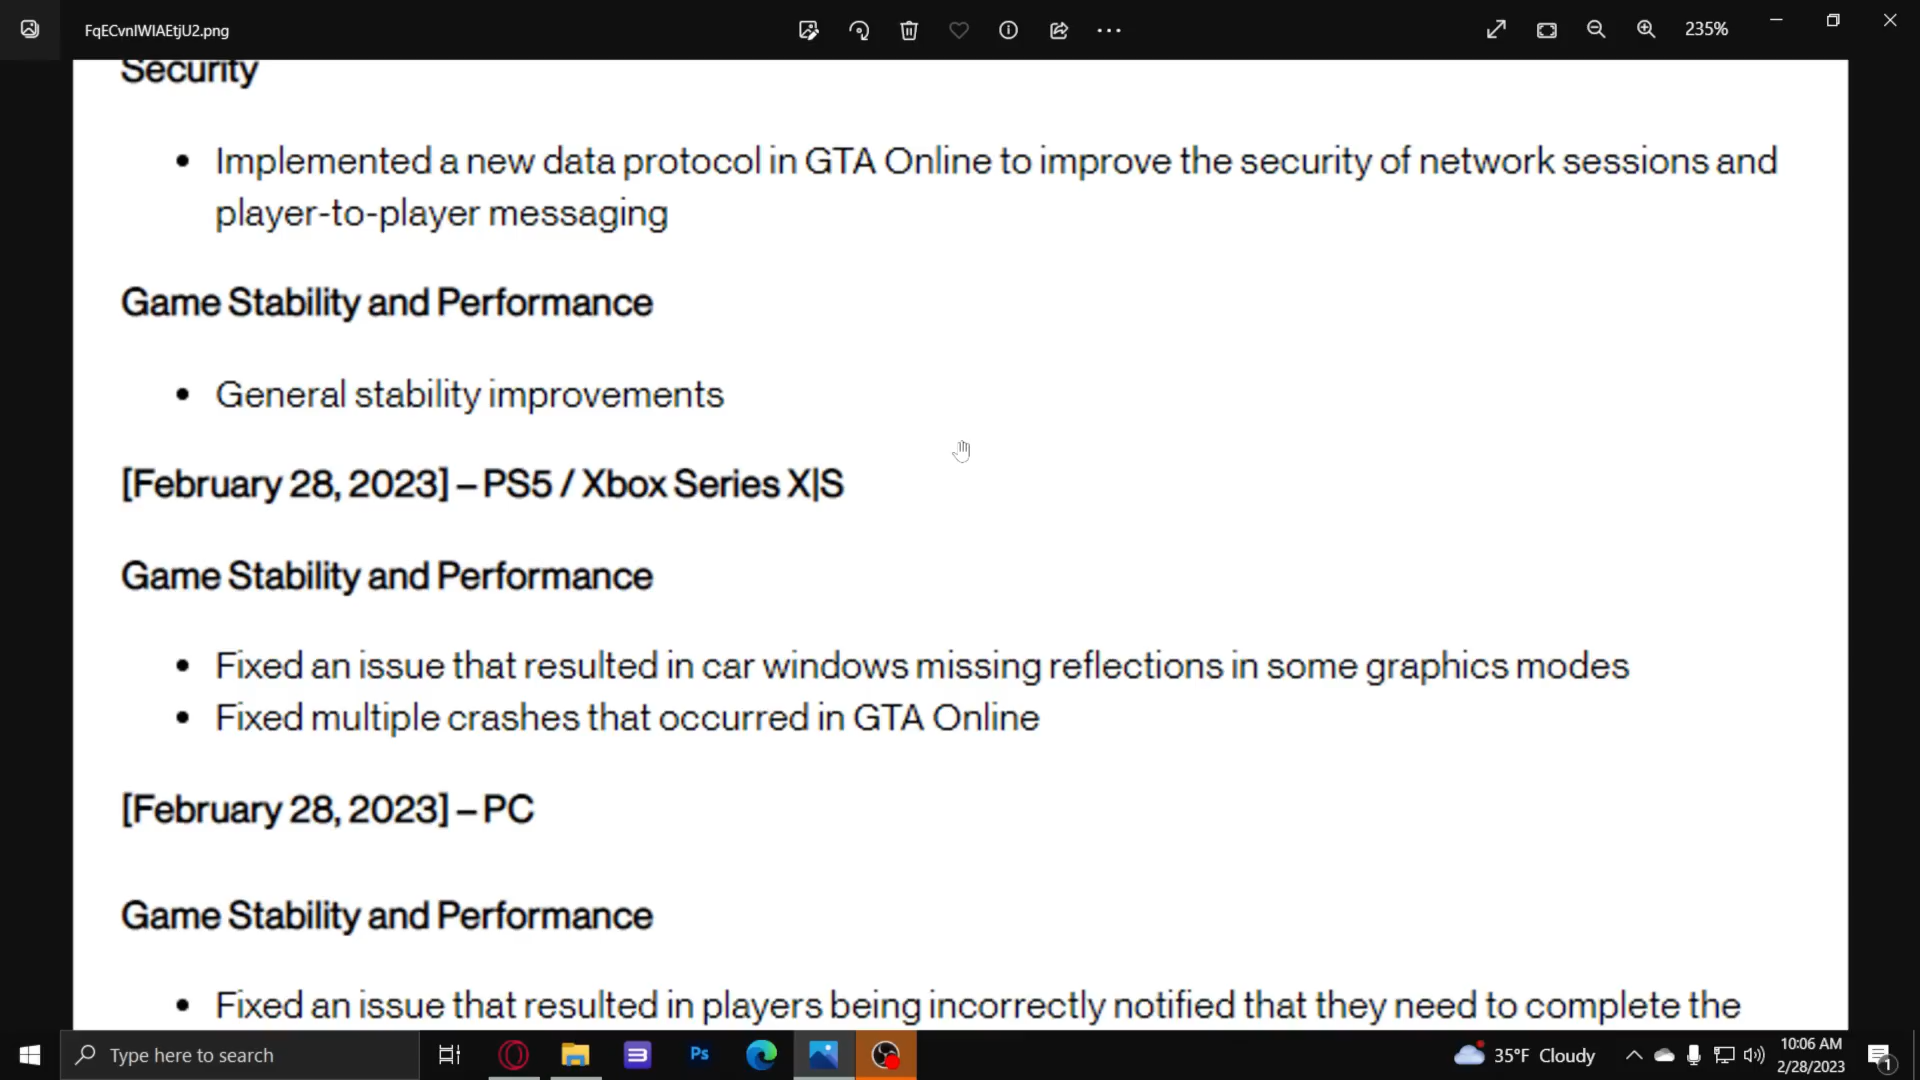 FqECvnIWIAEtjU2.png
235%
Security
• Implemented a new data protocol in GTA Online to improve the security of network sessions and
player-to-player messaging
Game Stability and Performance
• General stability improvements
[February 28, 2023] – PS5 / Xbox Series X|S
Game Stability and Performance
• Fixed an issue that resulted in car windows missing reflections in some graphics modes
• Fixed multiple crashes that occurred in GTA Online
[February 28, 2023] – PC
Game Stability and Performance
• Fixed an issue that resulted in players being incorrectly notified that they need to complete the
Type here to search
Ps
35°F Cloudy
10:06 AM
2/28/2023
1